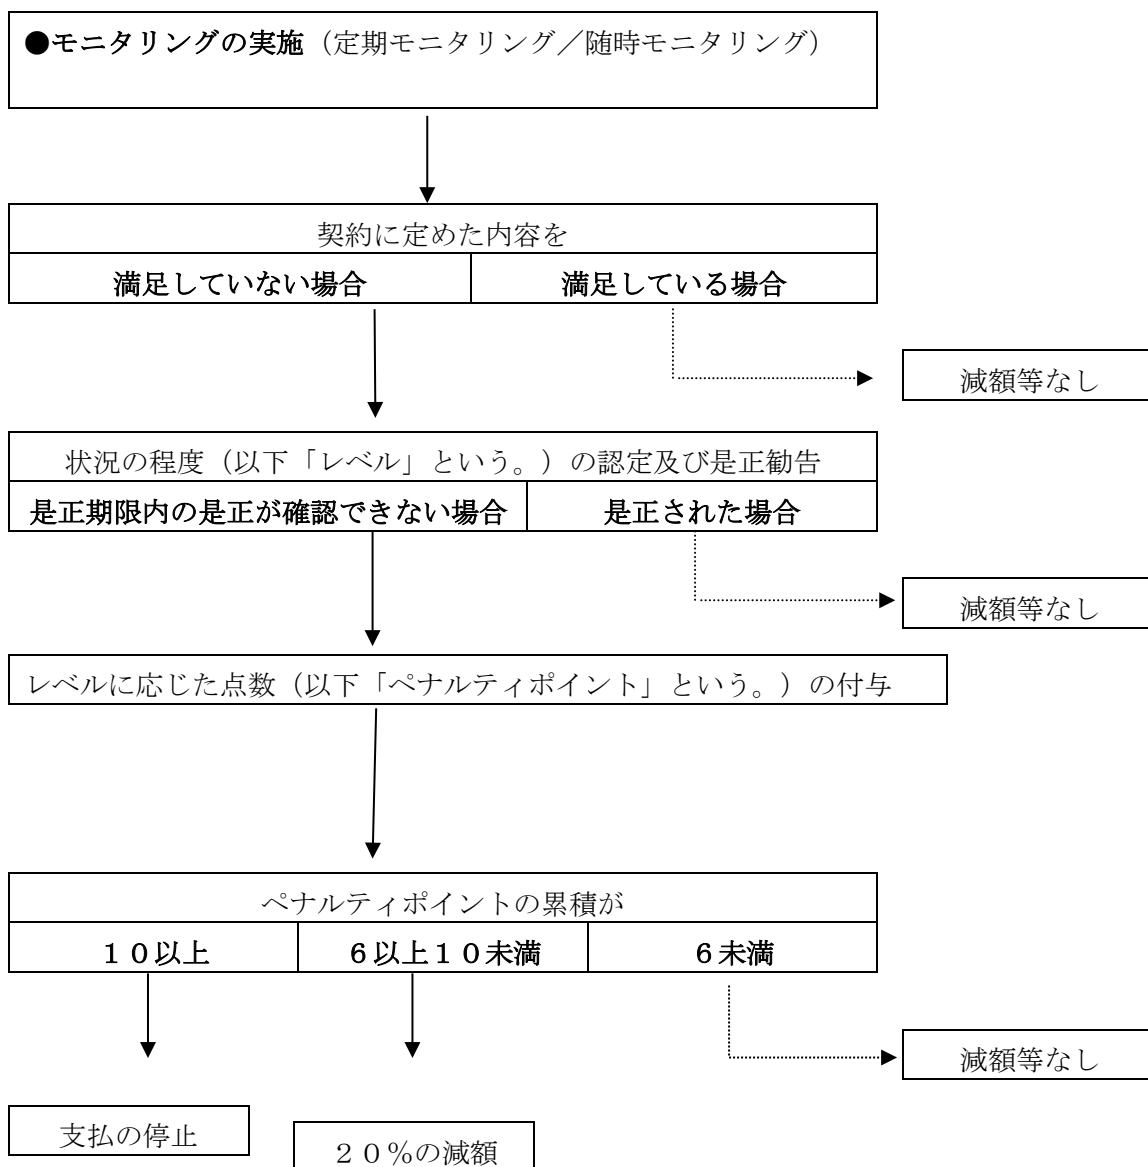 ●モニタリングの実施（定期モニタリング／随時モニタリング）
契約に定めた内容を
満足していない場合
満足している場合
減額等なし
状況の程度（以下「レベル」という。）の認定及び是正勧告
是正期限内の是正が確認できない場合
是正された場合
減額等なし
レベルに応じた点数（以下「ペナルティポイント」という。）の付与
ペナルティポイントの累積が
１０以上
６以上１０未満
６未満
減額等なし
支払の停止
２０％の減額